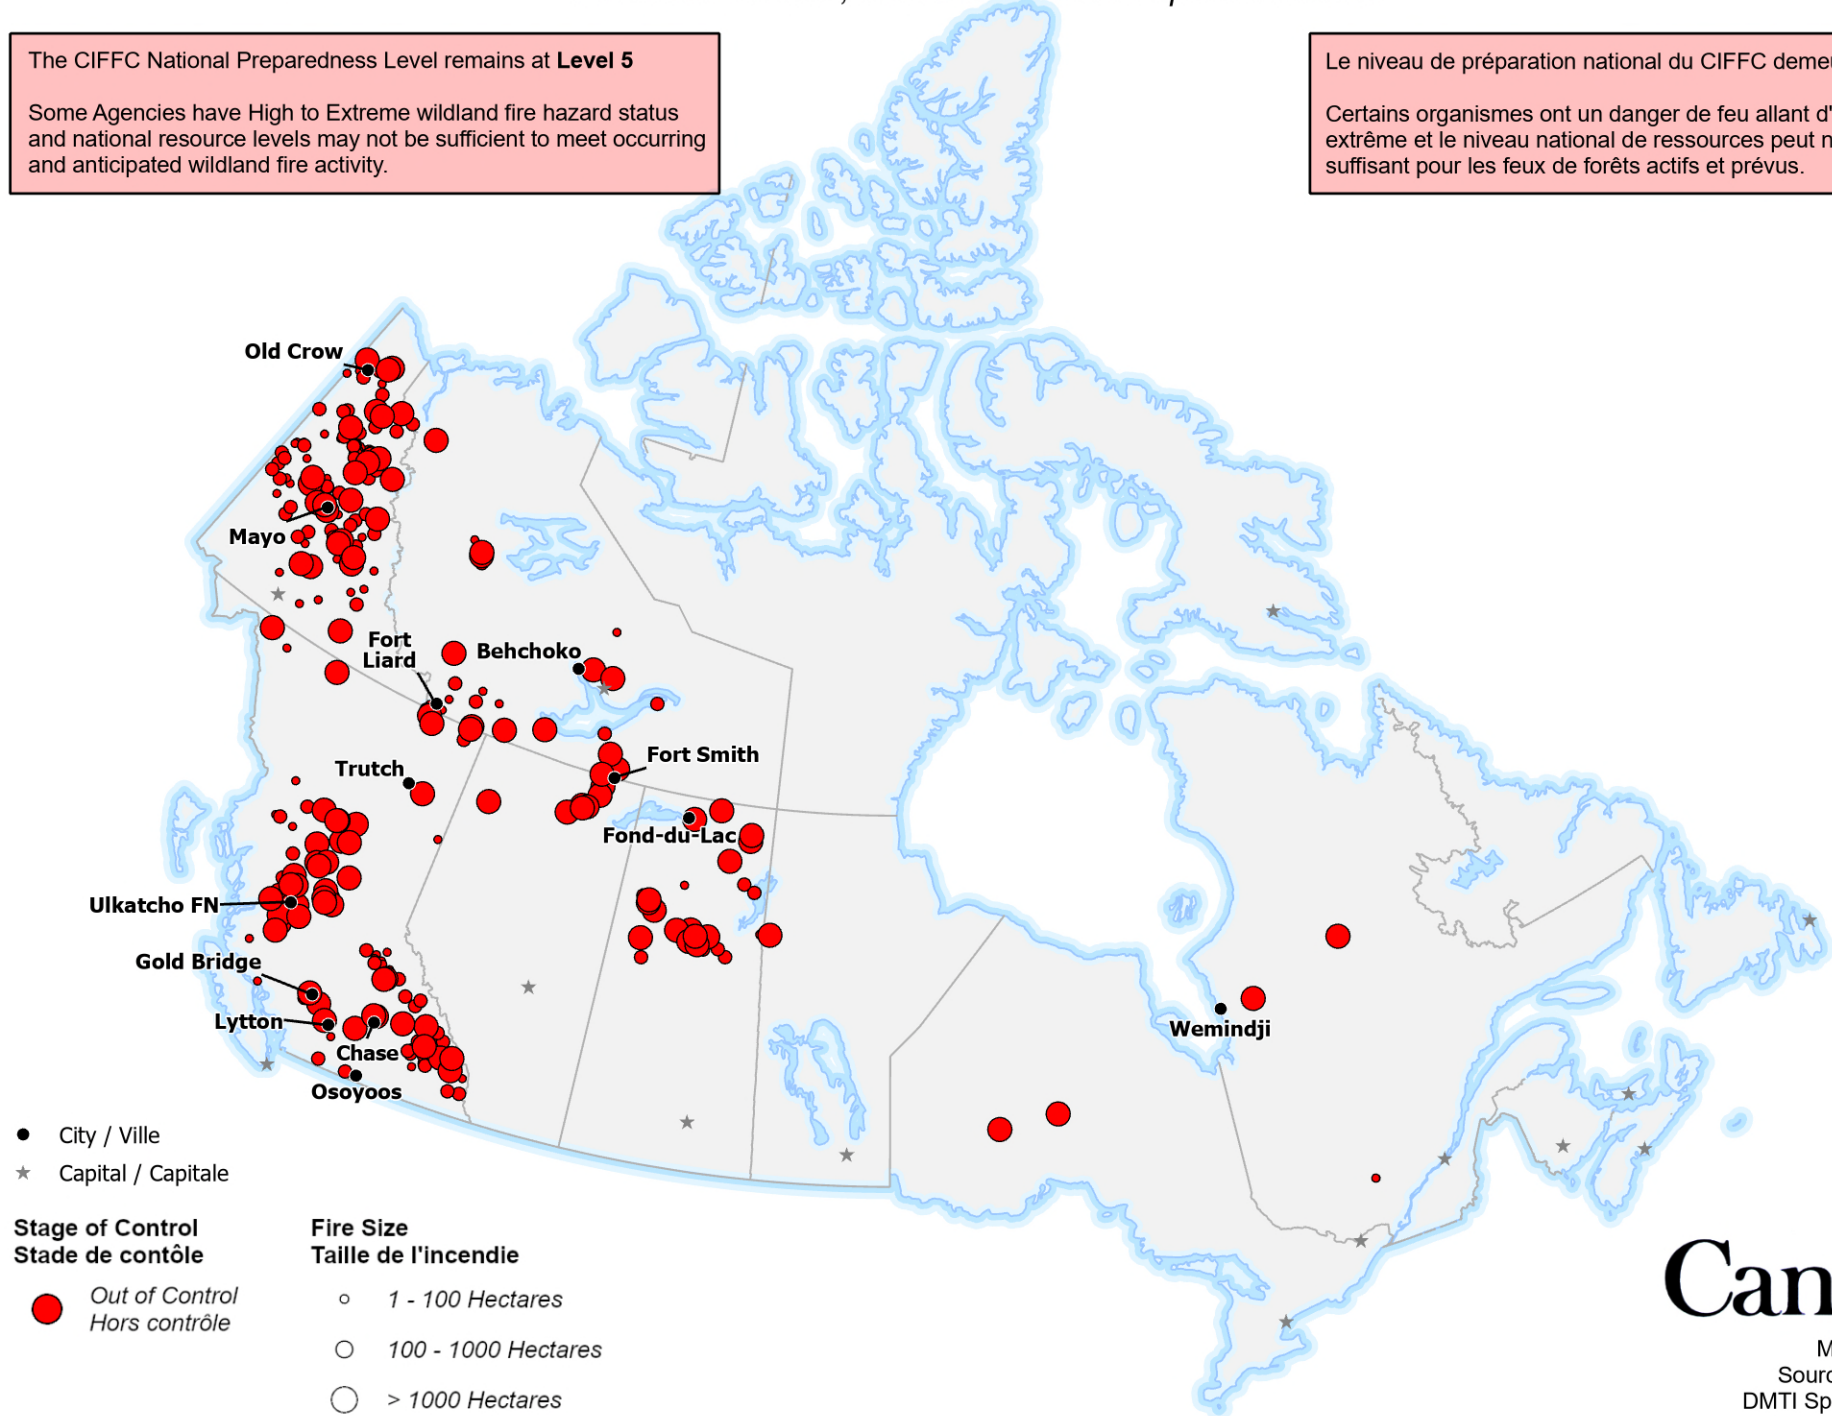 The CIFFC National Preparedness Level remains at Level 5
Some Agencies have High to Extreme wildland fire hazard status
and national resource levels may not be sufficient to meet occurring
and anticipated wildland fire activity.
Le niveau de préparation national du CIFFC
Certains organismes ont un danger de feu allant
extrême et le niveau national de ressources peut
suffisant pour les feux de forêts actifs et prévus.
Old Crow
Mayo
Fort
Liard
Behchoko
Trutch
Fort Smith
Fond-du-Lac
Ulkatcho FN
Gold Bridge
Lytton
Chase
Osoyoos
Wemindji
City / Ville
Capital / Capitale
Stage of Control
Stade de contôle
Out of Control
Hors contrôle
Fire Size
Taille de l'incendie
1 - 100 Hectares
100 - 1000 Hectares
> 1000 Hectares
Can
DMTI